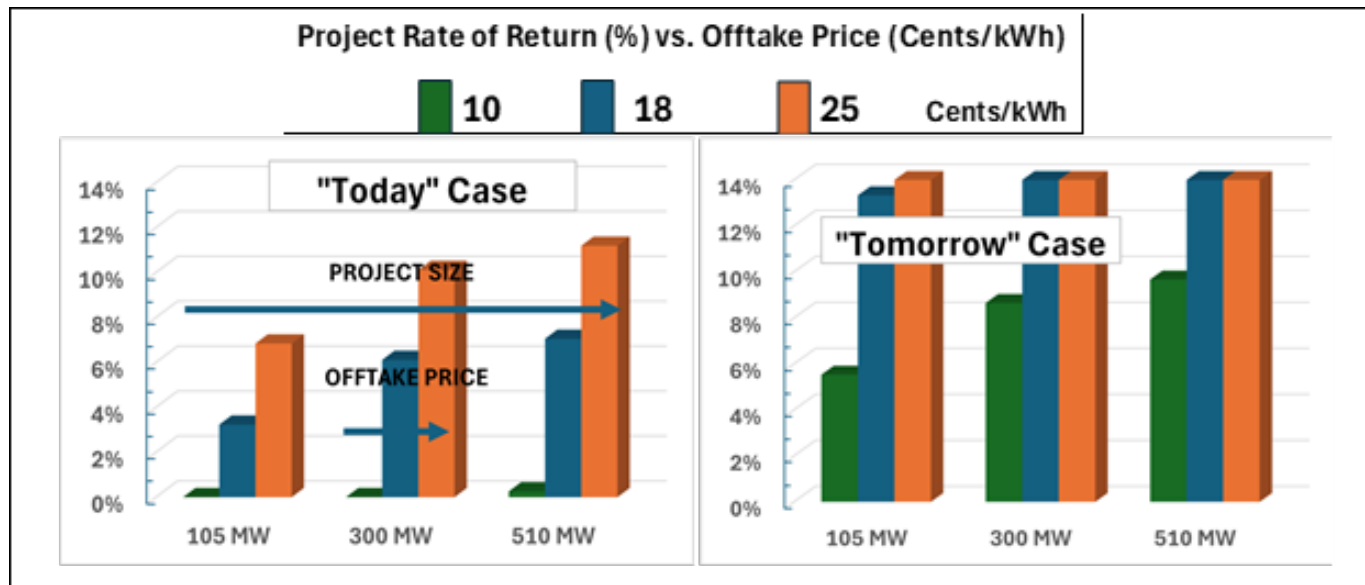 Project Rate of Return (%) vs. Offtake Price (Cents/kWh)
10 18 25 Cents/kWh
"Today" Case
14%
12%
10%
8%
6%
4%
2%
0%
PROJECT SIZE
OFFTAKE PRICE
105 MW 300 MW 510 MW
"Tomorrow" Case
14%
12%
10%
8%
6%
4%
2%
0%
105 MW 300 MW 510 MW